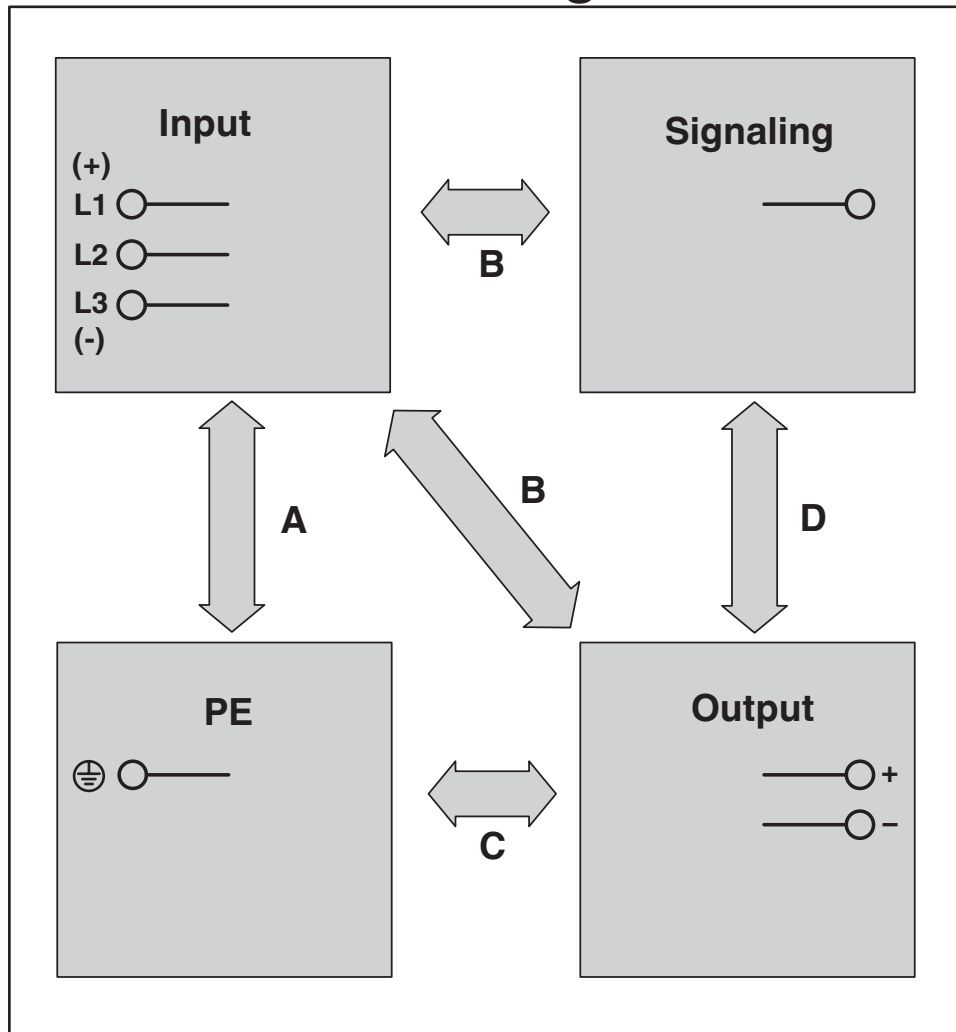 Input
(+)
L1
L2
L3
(-)
Signaling
B
A
B
D
PE
Output
+
–
C